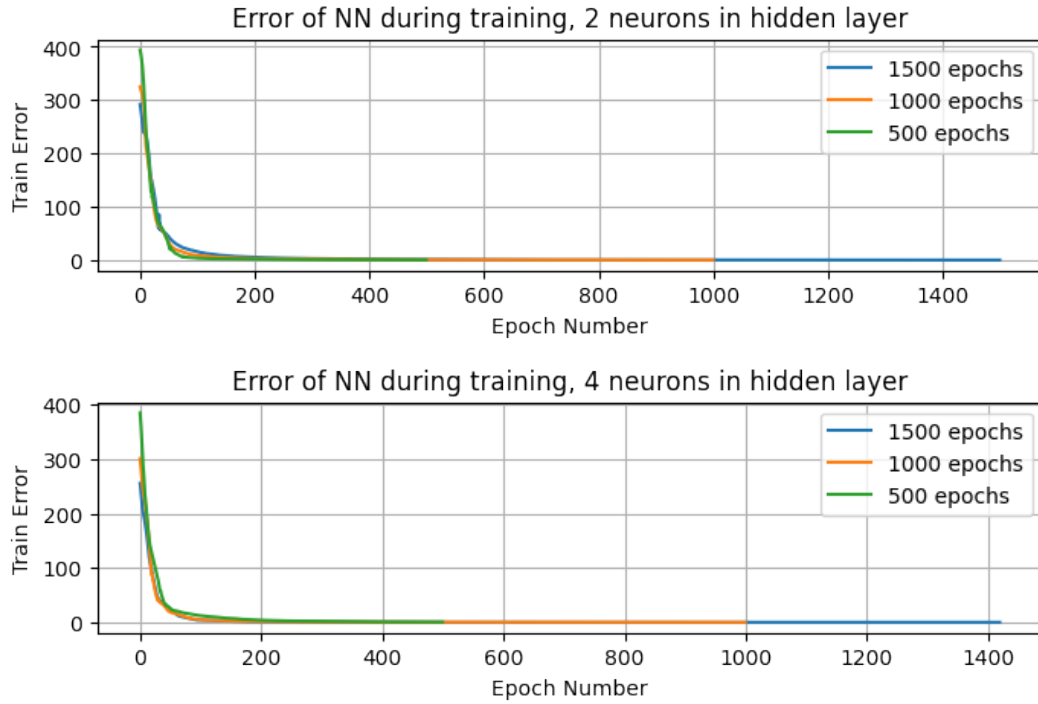 Error of NN during training, 2 neurons in hidden layer
400
300
200
100
0
Train Error
1500 epochs
1000 epochs
500 epochs
0 200 400 600 800 1000 1200 1400
Epoch Number
Error of NN during training, 4 neurons in hidden layer
400
300
200
100
0
Train Error
1500 epochs
1000 epochs
500 epochs
0 200 400 600 800 1000 1200 1400
Epoch Number